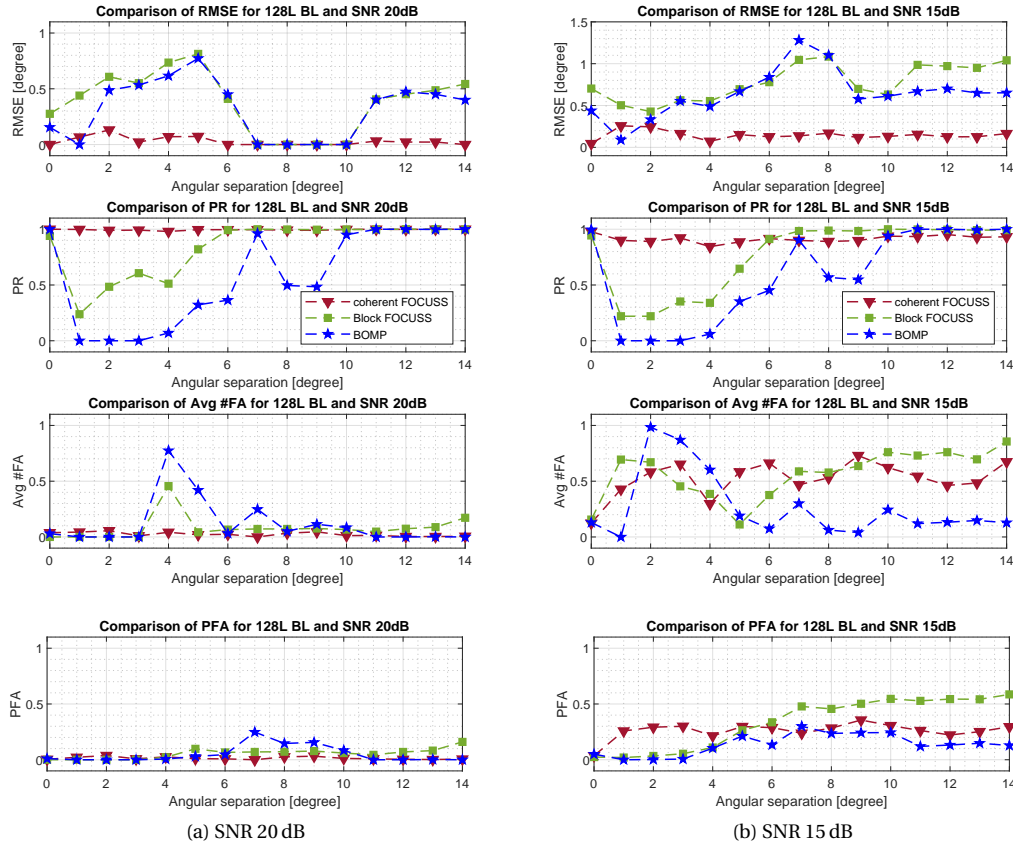 Comparison of RMSE for 128L BL and SNR 20dB
1
0.5
0
RMSE [degree]
0 2 4 6 8 10 12 14
Angular separation [degree]
Comparison of PR for 128L BL and SNR 20dB
1
0.5
0
PR
coherent FOCUSS
Block FOCUSS
BOMP
0 2 4 6 8 10 12 14
Angular separation [degree]
Comparison of Avg #FA for 128L BL and SNR 20dB
1
0.5
0
Avg #FA
0 2 4 6 8 10 12 14
Angular separation [degree]
Comparison of PFA for 128L BL and SNR 20dB
1
0.5
0
PFA
0 2 4 6 8 10 12 14
Angular separation [degree]
(a) SNR 20 dB
Comparison of RMSE for 128L BL and SNR 15dB
1.5
1
0.5
0
RMSE [degree]
0 2 4 6 8 10 12 14
Angular separation [degree]
Comparison of PR for 128L BL and SNR 15dB
1
0.5
0
PR
coherent FOCUSS
Block FOCUSS
BOMP
0 2 4 6 8 10 12 14
Angular separation [degree]
Comparison of Avg #FA for 128L BL and SNR 15dB
1
0.5
0
Avg #FA
0 2 4 6 8 10 12 14
Angular separation [degree]
Comparison of PFA for 128L BL and SNR 15dB
1
0.5
0
PFA
0 2 4 6 8 10 12 14
Angular separation [degree]
(b) SNR 15 dB